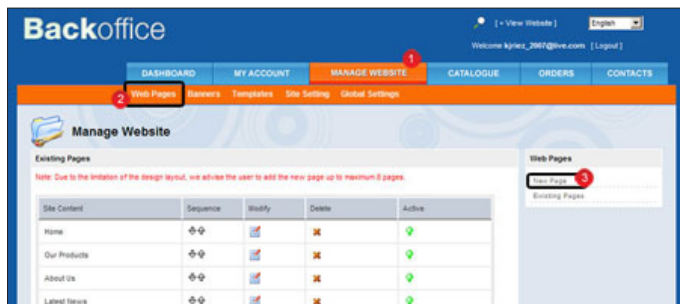 Backoffice
[+View Website] English
Welcome kjriez_2007@live.com [Logout]
1
DASHBOARD MY ACCOUNT MANAGE WEBSITE CATALOGUE ORDERS CONTACTS
2 Web Pages Banners Templates Site Setting Global Settings
Manage Website
Existing Pages
Note: Due to the limitation of the design layout, we advise the user to add the new page up to maximum 8 pages.
Site Content Sequence Modify Delete Active
Home
Our Products
About Us
Latest News
Web Pages
New Page 3
Existing Pages